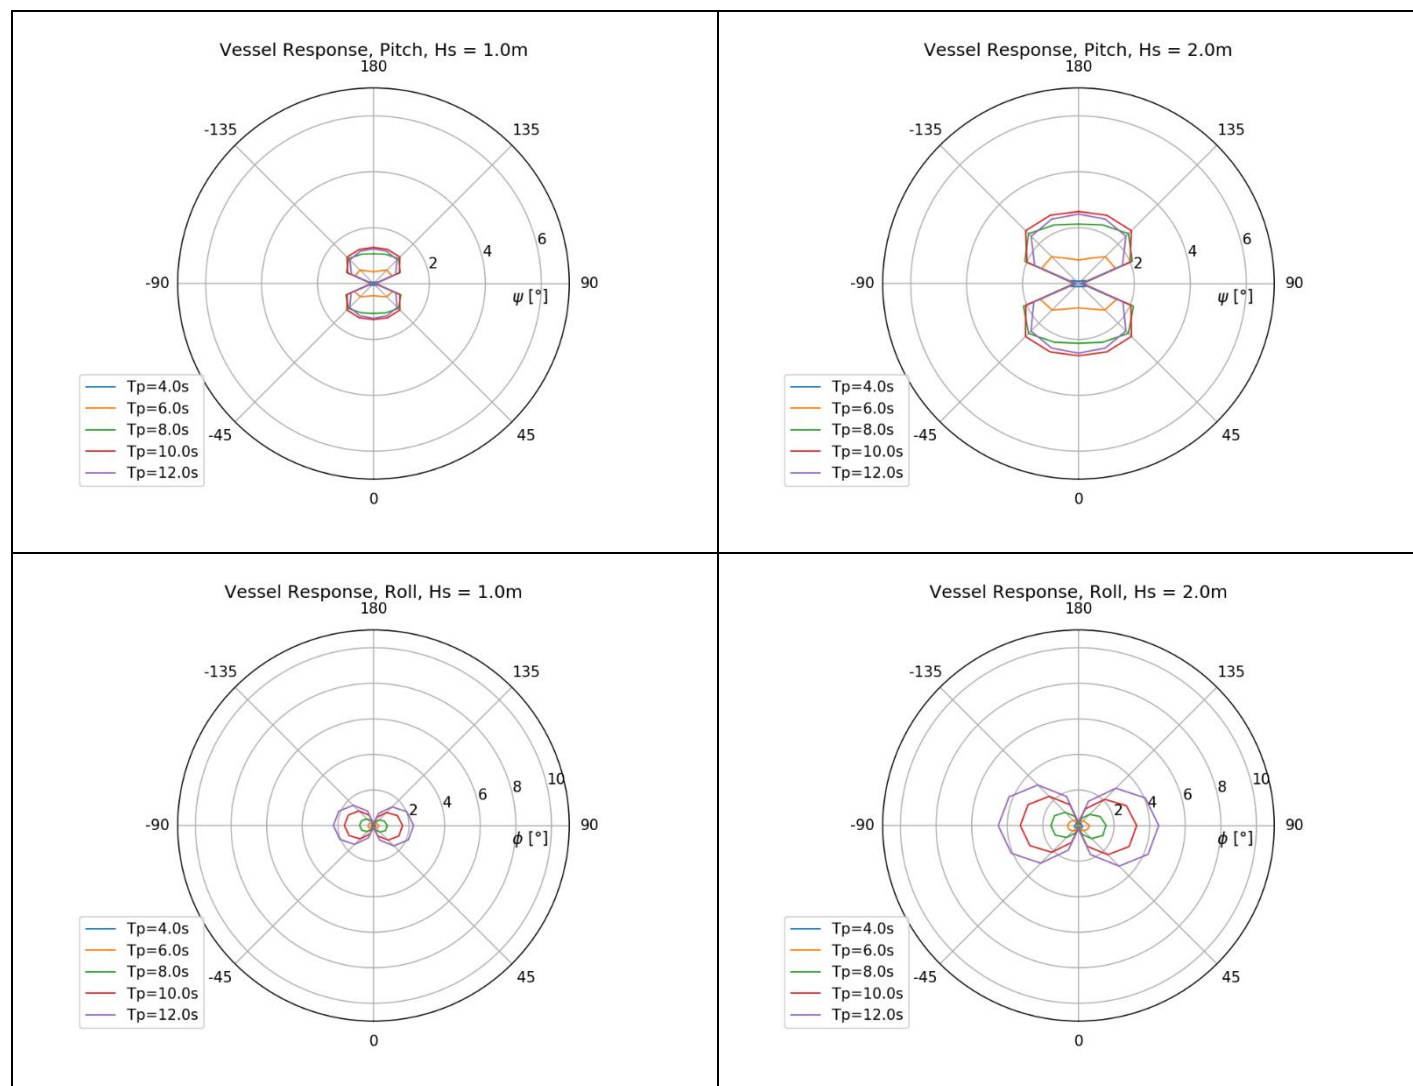 Vessel Response, Pitch, Hs = 1.0m
180
-135
135
6
4
2
-90
90
ψ [°]
Tp=4.0s
Tp=6.0s
Tp=8.0s
Tp=10.0s
Tp=12.0s
-45
45
0
Vessel Response, Pitch, Hs = 2.0m
180
-135
135
6
4
2
-90
90
ψ [°]
Tp=4.0s
Tp=6.0s
Tp=8.0s
Tp=10.0s
Tp=12.0s
-45
45
0
Vessel Response, Roll, Hs = 1.0m
180
-135
135
10
8
6
4
2
-90
90
ϕ [°]
Tp=4.0s
Tp=6.0s
Tp=8.0s
Tp=10.0s
Tp=12.0s
-45
45
0
Vessel Response, Roll, Hs = 2.0m
180
-135
135
10
8
6
4
2
-90
90
ϕ [°]
Tp=4.0s
Tp=6.0s
Tp=8.0s
Tp=10.0s
Tp=12.0s
-45
45
0